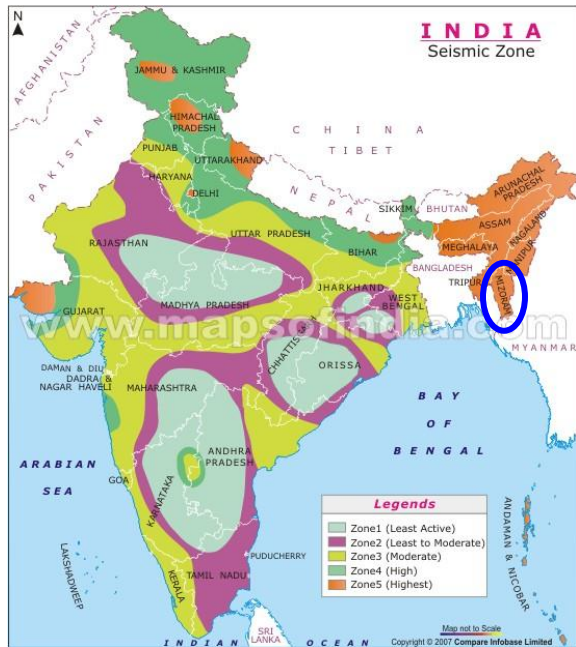 N
INDIA
Seismic Zone
AFGHANISTAN
PAKISTAN
JAMMU & KASHMIR
HIMACHAL
PRADESH
PUNJAB
UTTARAKHAND
HARYANA
DELHI
CHINA
TIBET
NEPAL
SIKKIM
BHUTAN
ARUNACHAL
PRADESH
ASSAM
NAGALAND
MEGHALAYA
BANGLADESH
TRIPURA
MIZORAM
MYANMAR
RAJASTHAN
UTTAR PRADESH
BIHAR
JHARKHAND
WEST
BENGAL
GUJARAT
MADHYA PRADESH
CHHATTISGARH
ORISSA
www.mapsofindia.com
DAMAN & DIU
DADRA &
NAGAR HAVELI
MAHARASHTRA
ANDHRA
PRADESH
GOA
KARNATAKA
ARABIAN
SEA
BAY
OF
BENGAL
LAKSHADWEEP
KERALA
TAMIL NADU
PUDUCHERRY
ANDAMAN & NICOBAR
SRI
LANKA
INDIAN OCEAN
Legends
Zone1 (Least Active)
Zone2 (Least to Moderate)
Zone3 (Moderate)
Zone4 (High)
Zone5 (Highest)
Map not to Scale
Copyright © 2007 Compare Infobase Limited